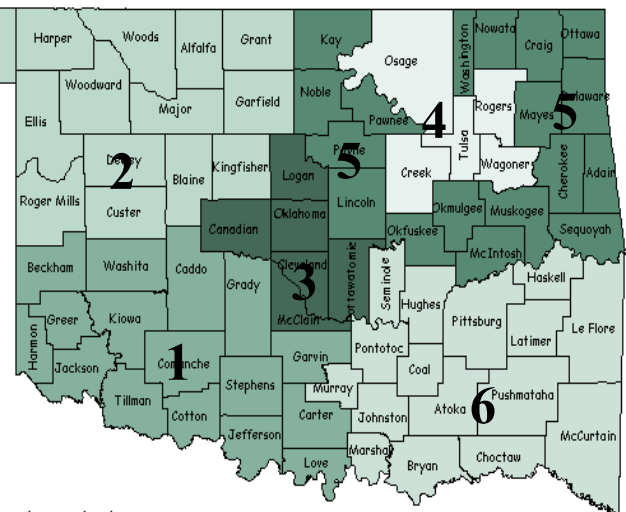 Harper
Woods
Alfalfa
Grant
Kay
Osage
Washington
Nowata
Craig
Ottawa
Woodward
Major
Garfield
Noble
Pawnee
4
Rogers
Mayes
5
Delaware
Ellis
Dewey
2
Blaine
Kingfisher
Logan
Payne
5
Creek
Tulsa
Wagoner
Cherokee
Adair
Roger Mills
Custer
Canadian
Oklahoma
Lincoln
Okmulgee
Muskogee
Okfuskee
Sequoyah
Beckham
Washita
Caddo
Grady
Cleveland
3
McClain
Pottawatomie
Seminole
McIntosh
Haskell
Hughes
Greer
Kiowa
Harmon
Jackson
Comanche
1
Garvin
Pontotoc
Pittsburg
Latimer
Le Flore
Coal
Tillman
Cotton
Stephens
Murray
Carter
Johnston
Atoka
6
Pushmataha
Jefferson
Love
Marsha
Bryan
Choctaw
McCurtain